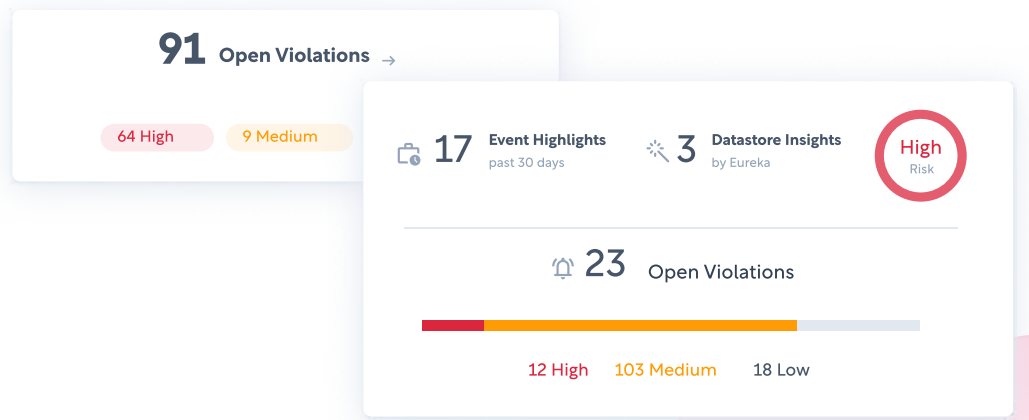 91 Open Violations →
64 High 9 Medium
17 Event Highlights
past 30 days
3 Datastore Insights
by Eureka
High
Risk
23 Open Violations
12 High 103 Medium 18 Low